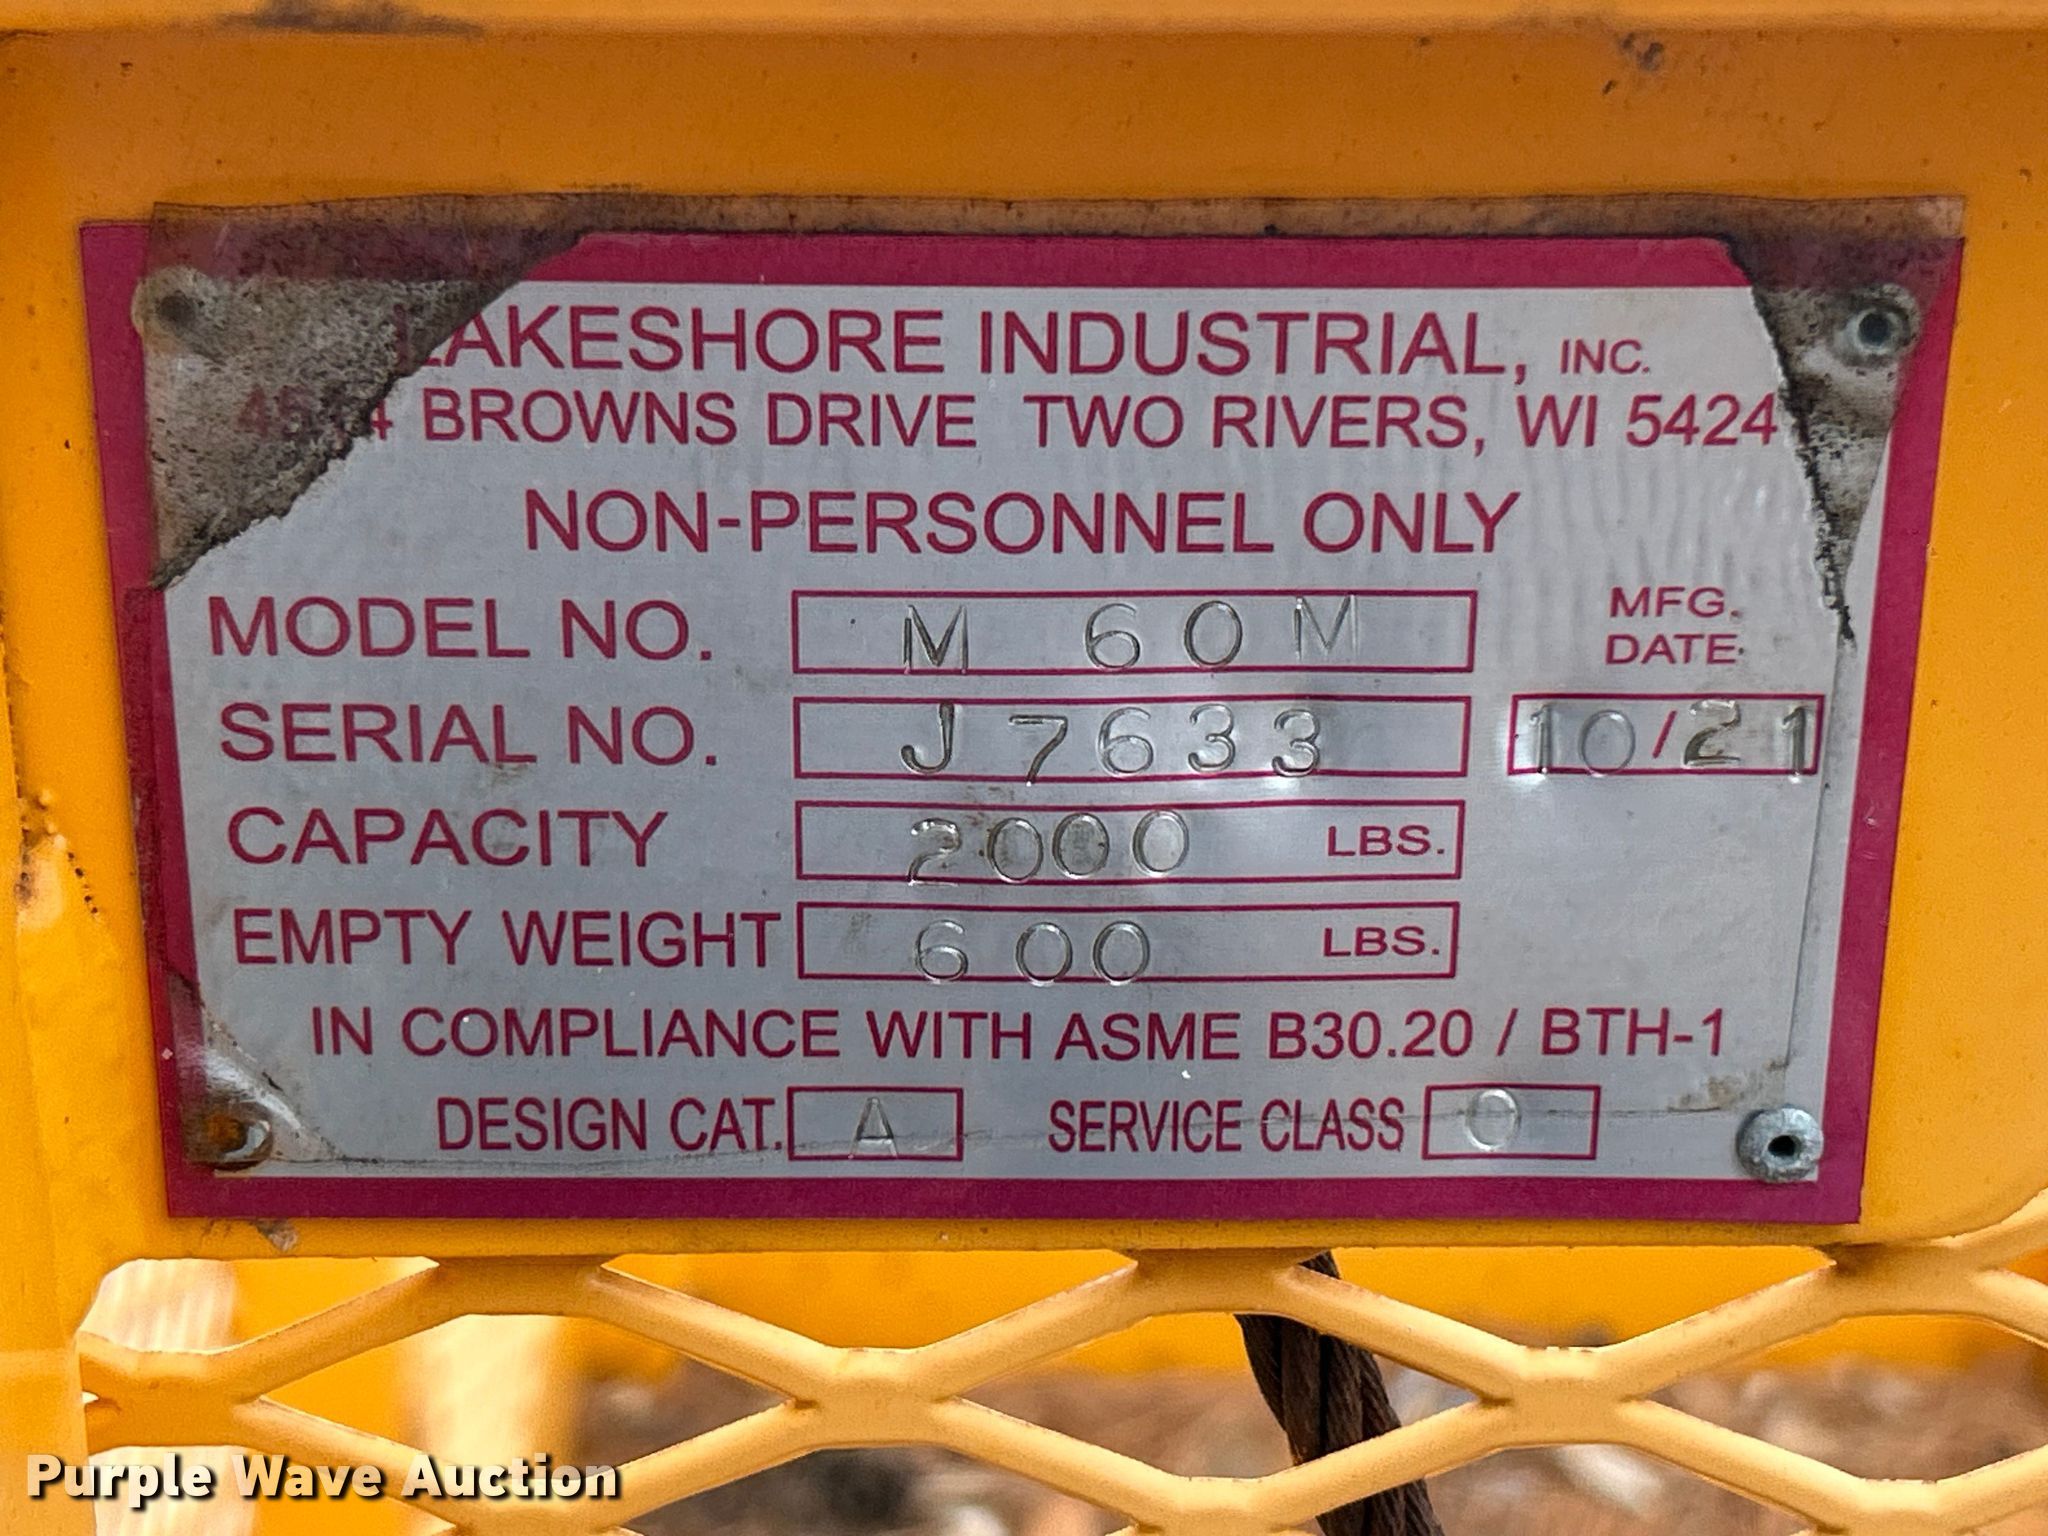 LAKESHORE INDUSTRIAL, INC.
BROWNS DRIVE TWO RIVERS, WI 5424
NON-PERSONNEL ONLY
MODEL NO. M 60M
MFG. DATE
SERIAL NO. J7633 10/21
CAPACITY 2000 LBS.
EMPTY WEIGHT 600 LBS.
IN COMPLIANCE WITH ASME B30.20 / BTH-1
DESIGN CAT. A SERVICE CLASS 0
Purple Wave Auction